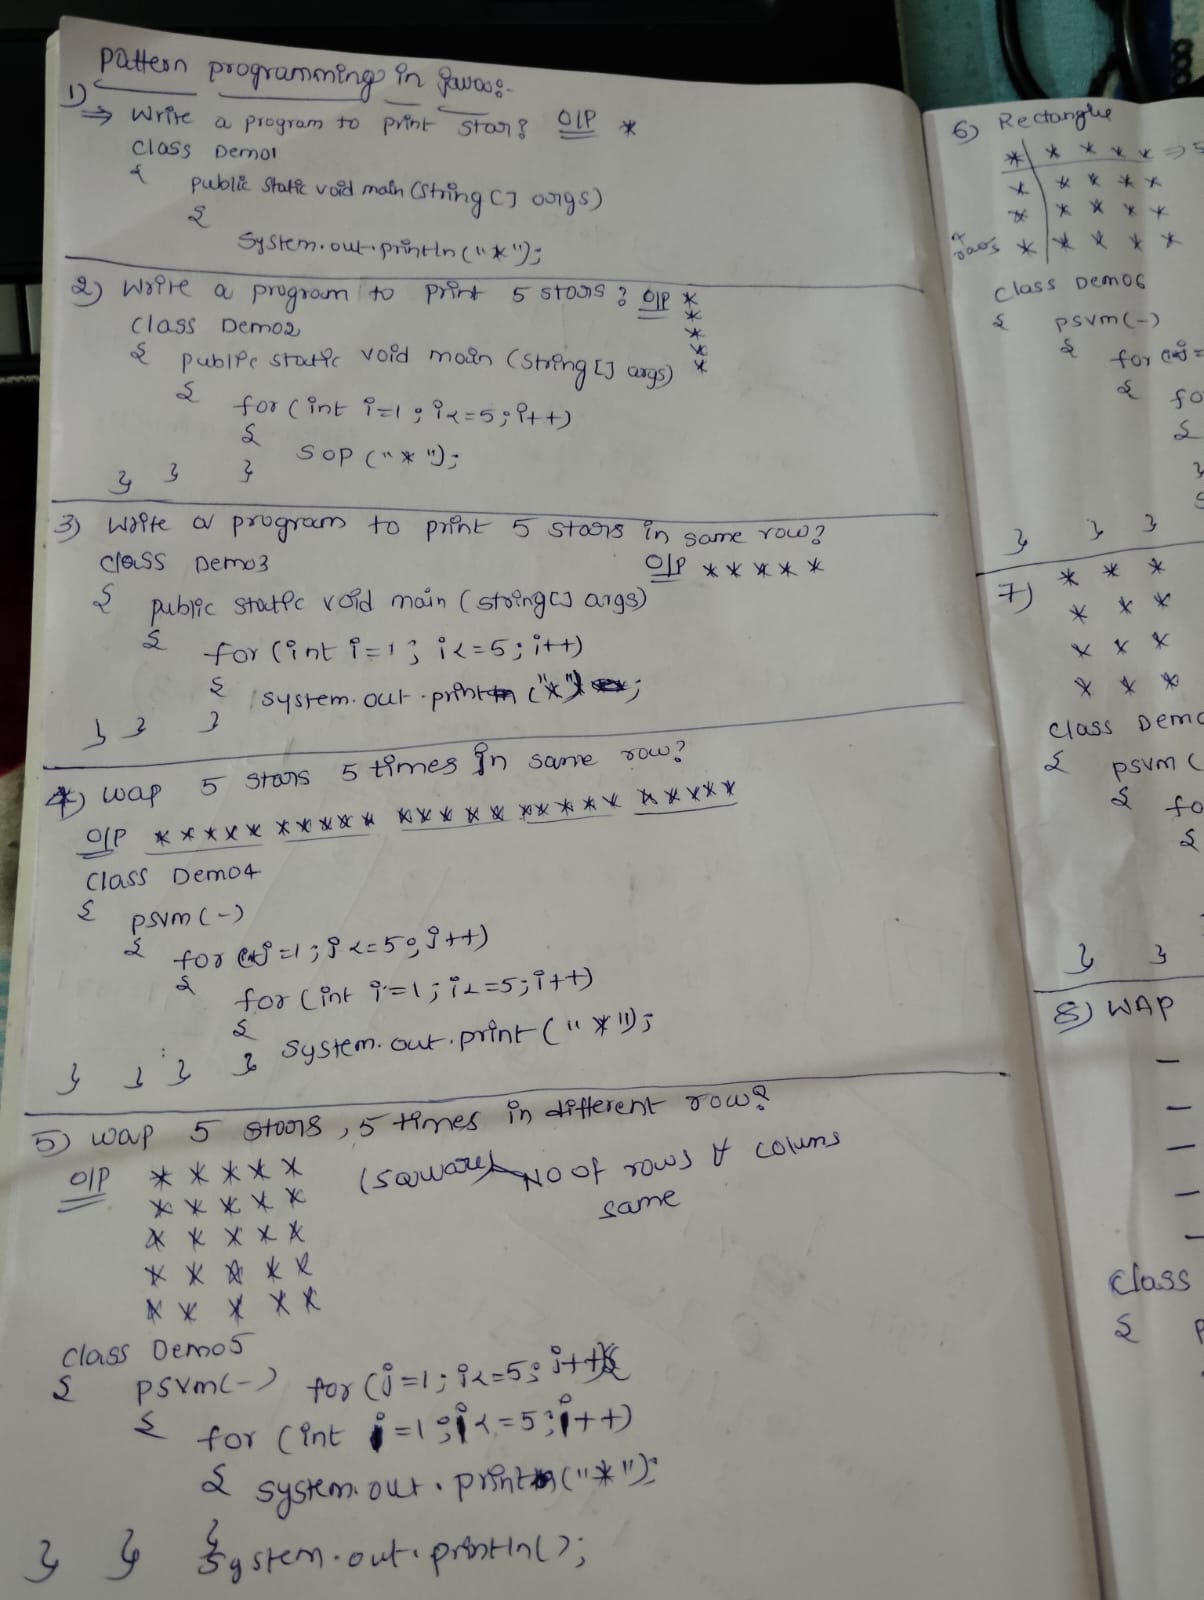 Pattern programming in Java:-
1)
⇒ Write a program to print star? O/P *
class Demo1
{
public static void main (String [] args)
{
System.out.println("*");
2) Write a program to print 5 stars? O/P *
*
*
*
*
class Demo2
{ public static void main (String [] args)
{
for (int i=1; i<=5; i++)
{
SOP ("*");
} } }
3) Write a program to print 5 stars in same row?
class Demo3 O/P * * * * *
{ public static void main (String [] args)
{
for (int i=1; i<=5; i++)
{ System.out.print ("*");
} } }
4) WAP 5 stars 5 times in same row?
O/P * * * * * * * * * * * * * * * * * * * * * * * * *
class Demo4
{
psvm(-)
{ for (j=1; j<=5; j++)
{ for (int i=1; i<=5; i++)
{ System.out.print ("*");
} } } }
5) WAP 5 stars, 5 times in different row?
O/P * * * * * (square) NO of rows & colums
* * * * * same
* * * * *
* * * * *
* * * * *
class Demo5
{ psvm(-) for (j=1; i<=5; i++)
{ for (int i=1; i<=5; i++)
{ System.out.print("*");
}
} } System.out.println();
6) Rectangle
* * * * * ⇒ 5
* * * * *
* * * * *
* * * * *
class Demo6
{ psvm(-)
{ for
{ fo
{
}
} } }
7) * * *
* * *
* * *
* * *
class Demo
{ psvm (
{ fo
{
} }
8) WAP
-
-
-
-
-
class
{ P